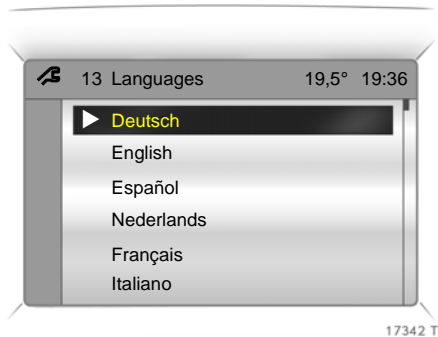 13 Languages 19,5° 19:36
Deutsch
English
Español
Nederlands
Français
Italiano
17342 T